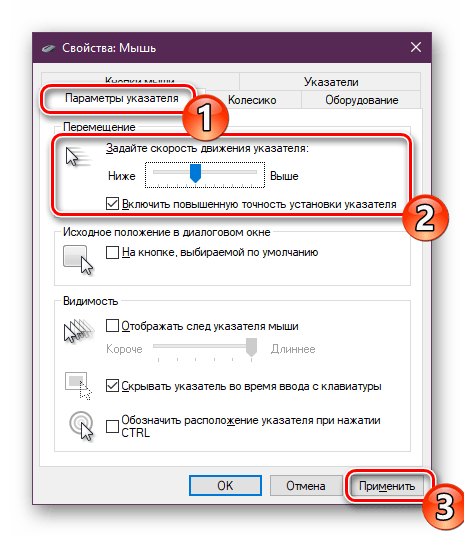 Свойства: Мышь
Кнопки мыши
Указатели
Параметры указателя
Колесико
Оборудование
1
Перемещение
Задайте скорость движения указателя:
Ниже
Выше
Включить повышенную точность установки указателя
2
Исходное положение в диалоговом окне
На кнопке, выбираемой по умолчанию
Видимость
Отображать след указателя мыши
Короче
Длиннее
Скрывать указатель во время ввода с клавиатуры
Обозначить расположение указателя при нажатии
CTRL
OK
Отмена
Применить
3